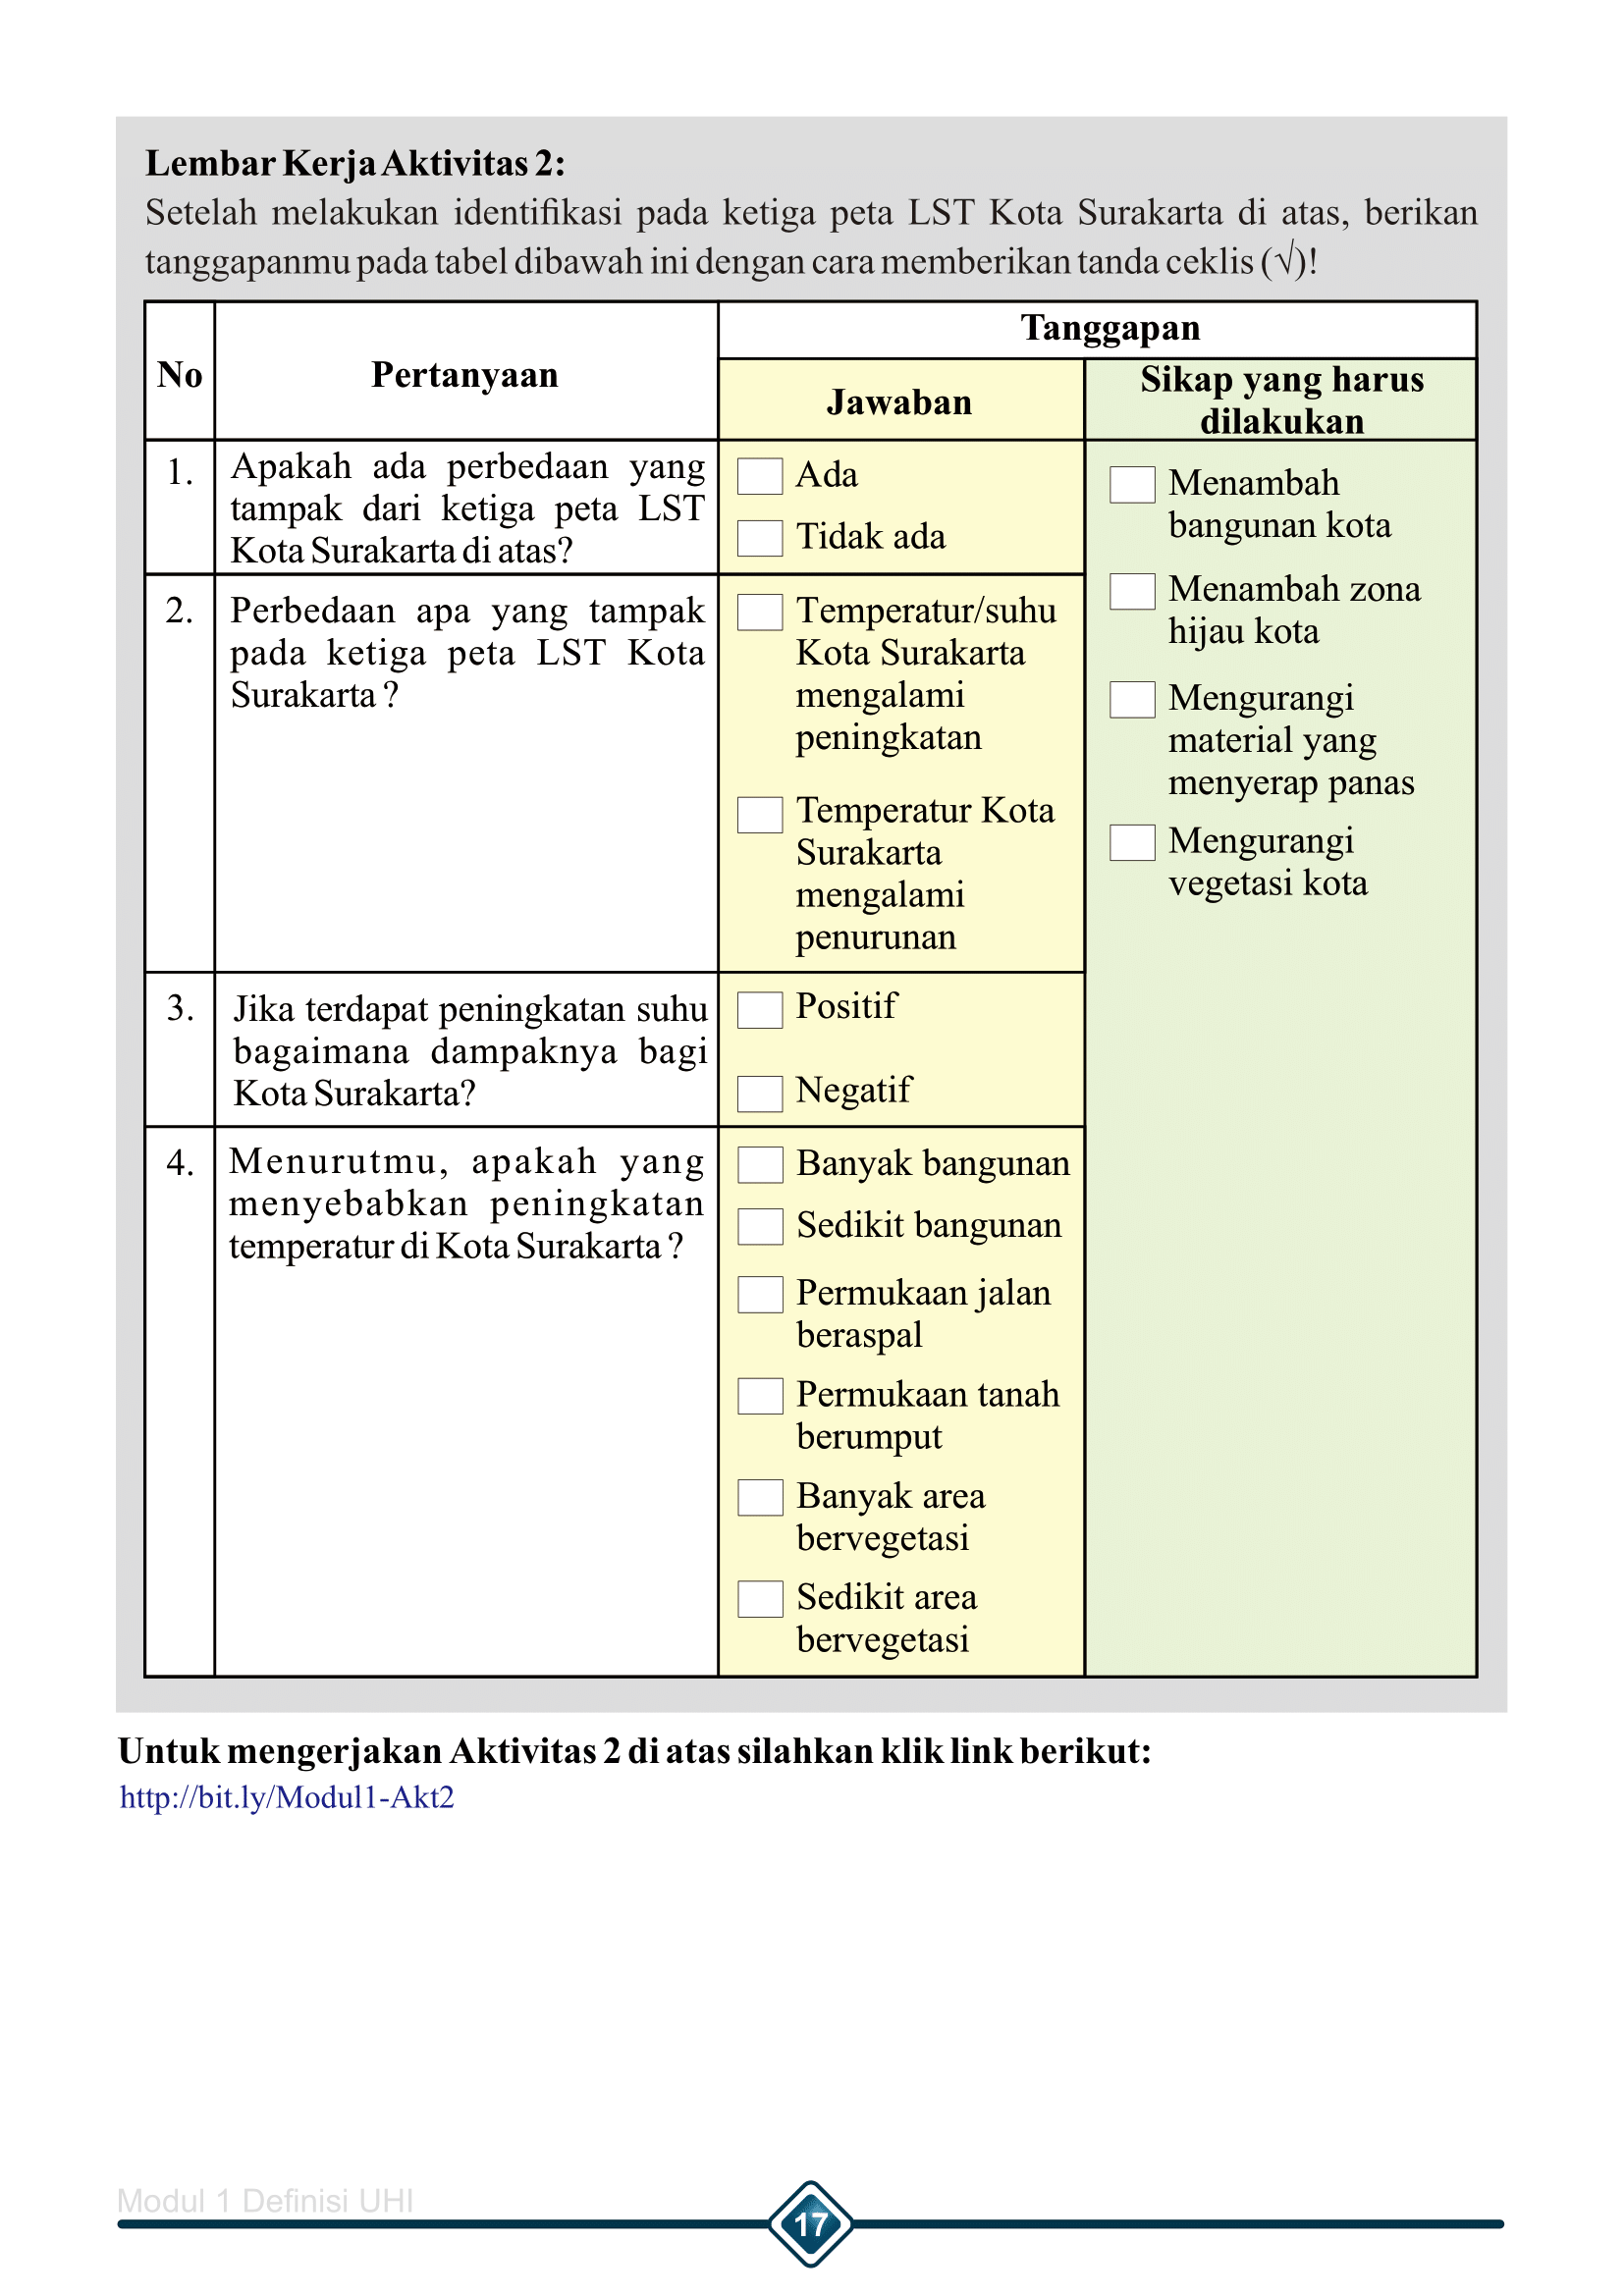 Lembar Kerja Aktivitas 2:
Setelah melakukan identifikasi pada ketiga peta LST Kota Surakarta di atas, berikan
tanggapanmu pada tabel dibawah ini dengan cara memberikan tanda ceklis (√)!
No
Pertanyaan
Tanggapan
Jawaban
Sikap yang harus
dilakukan
1.
Apakah ada perbedaan yang
tampak dari ketiga peta LST
Kota Surakarta di atas?
Ada
Tidak ada
2.
Perbedaan apa yang tampak
pada ketiga peta LST Kota
Surakarta ?
Temperatur/suhu
Kota Surakarta
mengalami
peningkatan
Temperatur Kota
Surakarta
mengalami
penurunan
3.
Jika terdapat peningkatan suhu
bagaimana dampaknya bagi
Kota Surakarta?
Positif
Negatif
4.
Menurutmu, apakah yang
menyebabkan peningkatan
temperatur di Kota Surakarta ?
Banyak bangunan
Sedikit bangunan
Permukaan jalan
beraspal
Permukaan tanah
berumput
Banyak area
bervegetasi
Sedikit area
bervegetasi
Menambah
bangunan kota
Menambah zona
hijau kota
Mengurangi
material yang
menyerap panas
Mengurangi
vegetasi kota
Untuk mengerjakan Aktivitas 2 di atas silahkan klik link berikut:
http://bit.ly/Modul1-Akt2
Modul 1 Definisi UHI
17